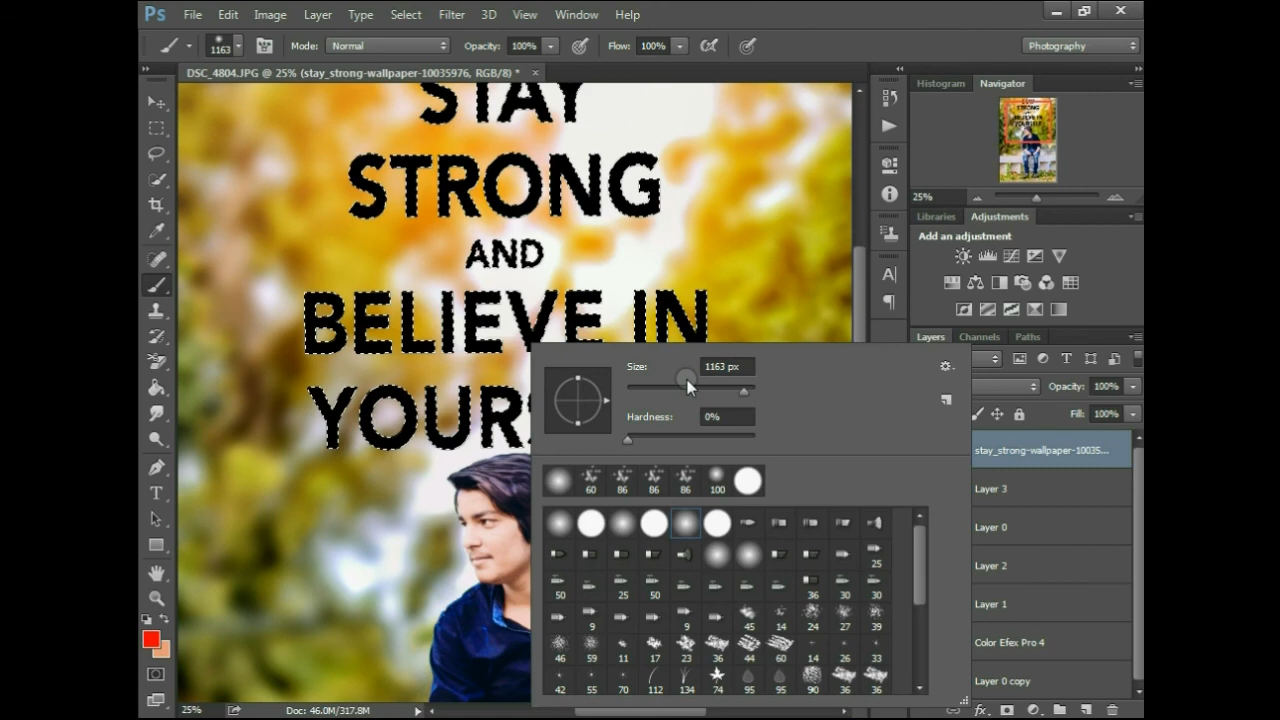 Ps File Edit Image Layer Type Select Filter 3D View Window Help
1163 Mode: Normal Opacity: 100% Flow: 100% Photography
DSC_4804.JPG @ 25% (stay_strong-wallpaper-10035976, RGB/8) * ×
Histogram Navigator
STAY
STRONG
AND
BELIEVE IN
25%
Libraries Adjustments
Add an adjustment
Layers Channels Paths
Opacity: 100%
Fill: 100%
Size: 1163 px
Hardness: 0%
60 86 86 86 100
25
50 25 50 36 30 30
9 9 45 14 24 27 39
46 59 11 17 23 36 44 60 14 26 33
42 55 70 112 134 74 95 95 90 36 36
stay_strong-wallpaper-10035...
Layer 3
Layer 0
Layer 2
Layer 1
Color Efex Pro 4
Layer 0 copy
25% Doc: 46.0M/317.8M